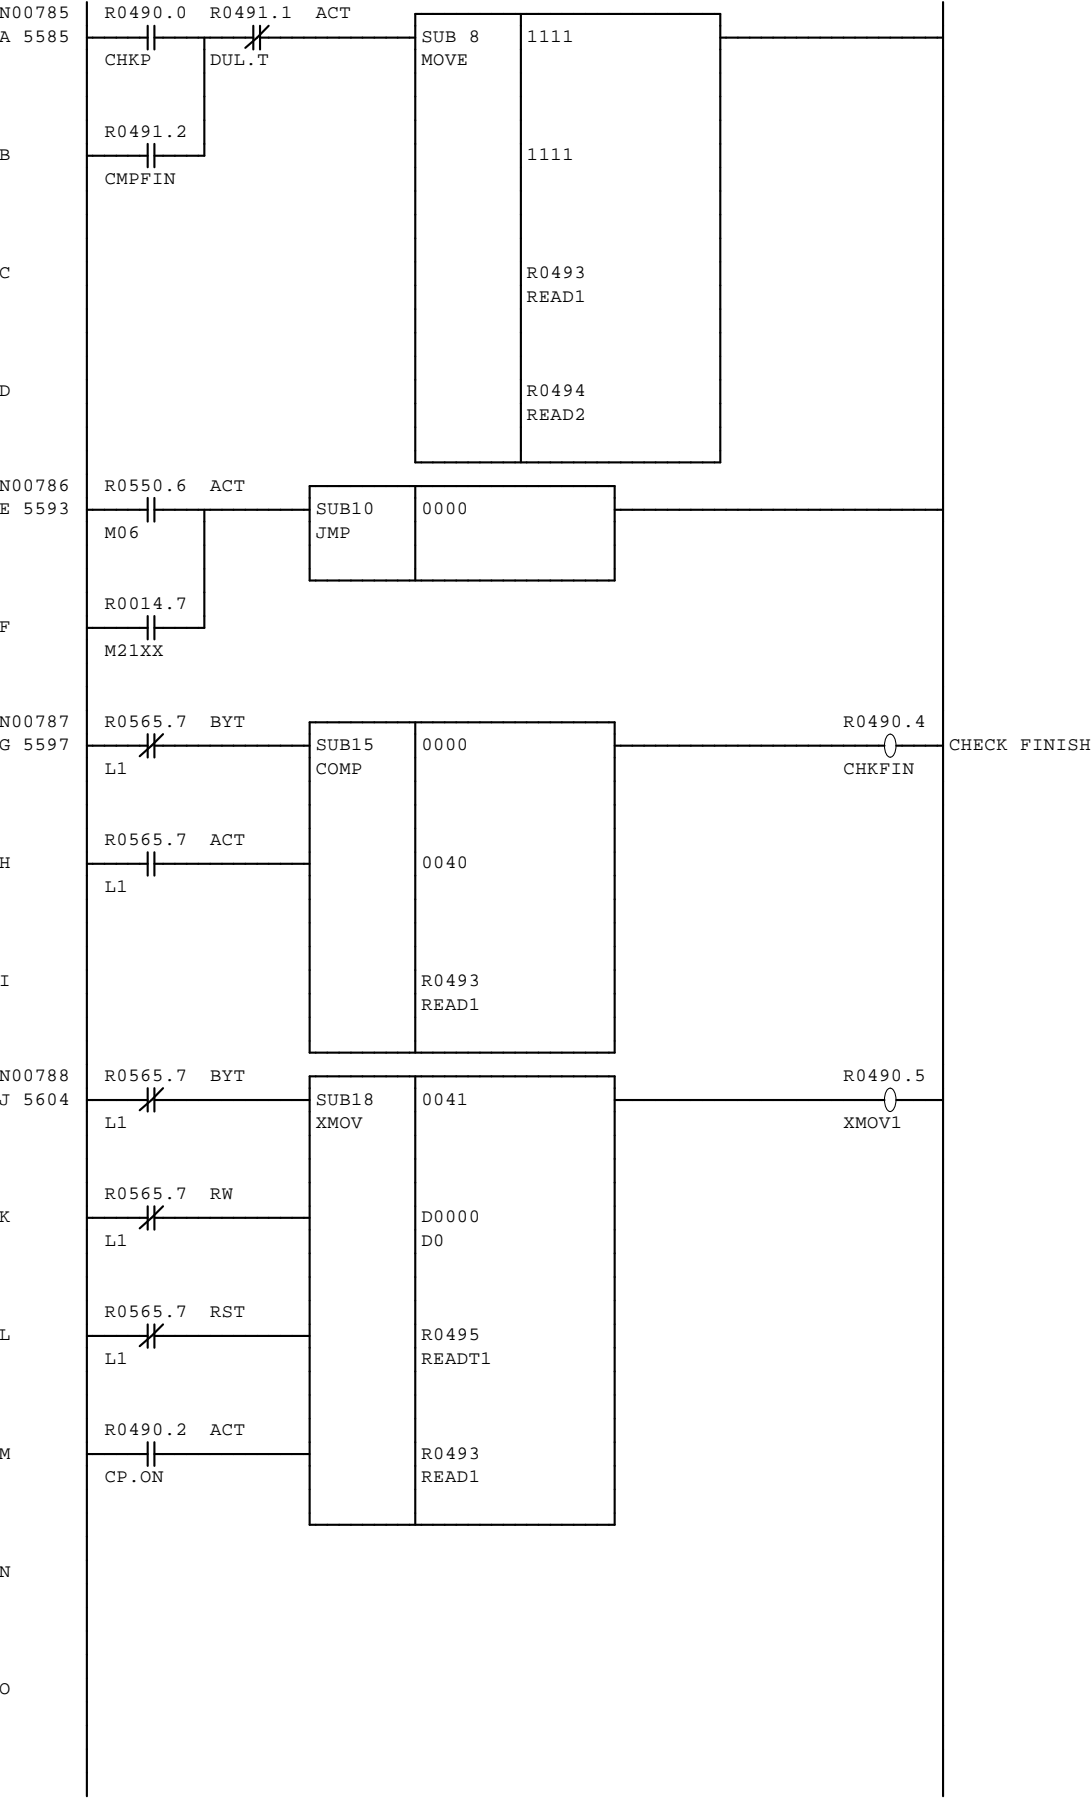 N00785 R0490.0 R0491.1 ACT
A 5585 SUB 8 1111
CHKP DUL.T MOVE
R0491.2
B 1111
CMPFIN
C R0493
READ1
D R0494
READ2
N00786 R0550.6 ACT
E 5593 SUB10 0000
M06 JMP
R0014.7
F
M21XX
N00787 R0565.7 BYT R0490.4
G 5597 SUB15 0000 CHECK FINISH
L1 COMP CHKFIN
R0565.7 ACT
H 0040
L1
I R0493
READ1
N00788 R0565.7 BYT R0490.5
J 5604 SUB18 0041
L1 XMOV XMOV1
R0565.7 RW
K D0000
L1 D0
R0565.7 RST
L R0495
L1 READT1
R0490.2 ACT
M R0493
CP.ON READ1
N
O